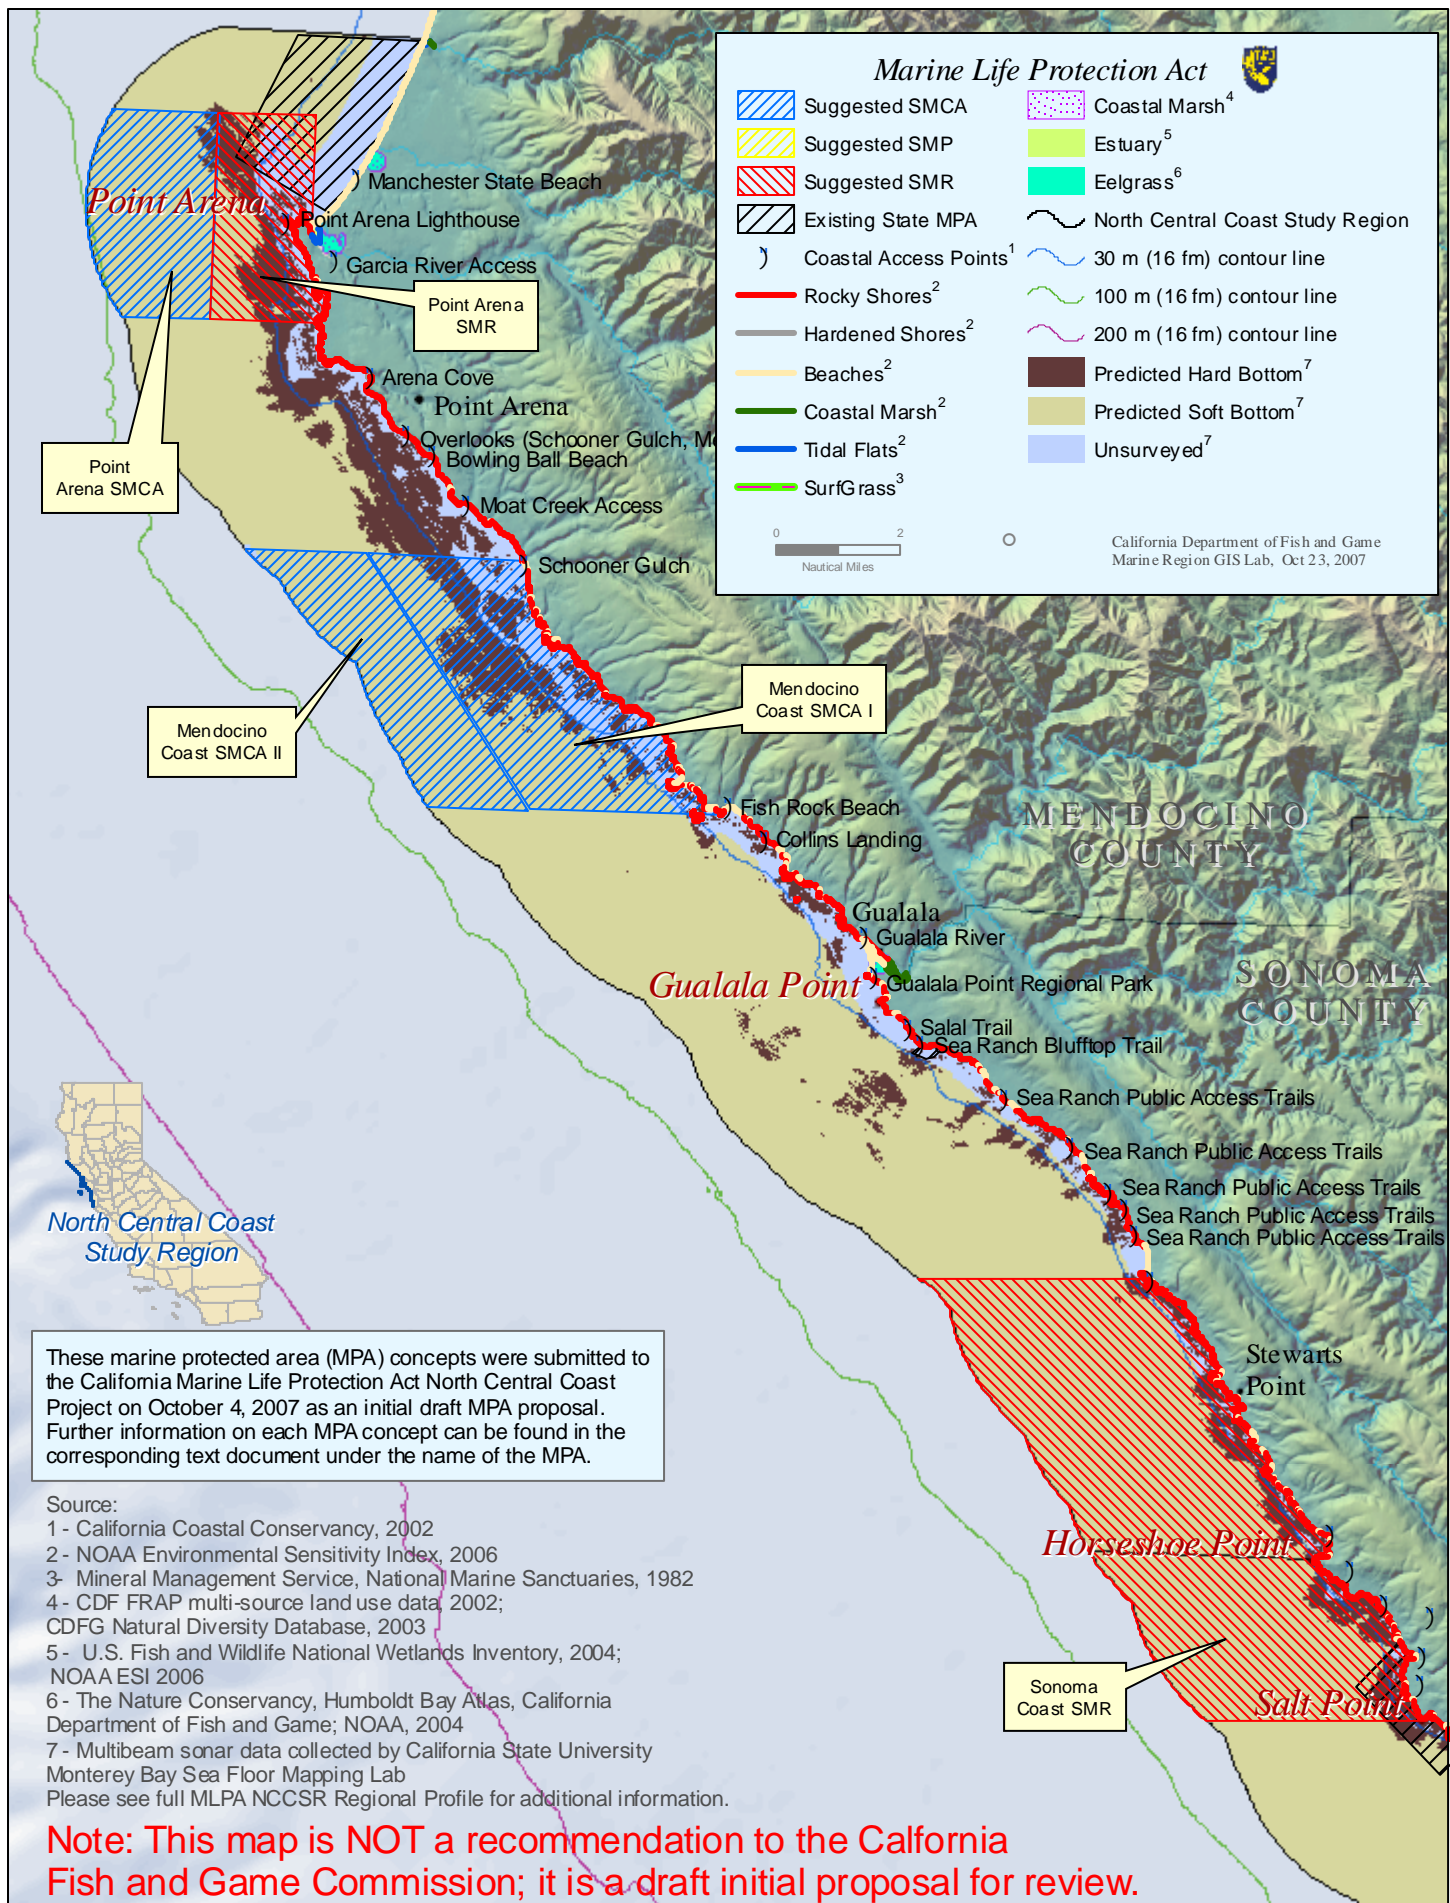 Marine Life Protection Act
Suggested SMCA
Suggested SMP
Suggested SMR
Existing State MPA
Coastal Access Points1
Rocky Shores2
Hardened Shores2
Beaches2
Coastal Marsh2
Tidal Flats2
SurfGrass3
Coastal Marsh4
Estuary5
Eelgrass6
North Central Coast Study Region
30 m (16 fm) contour line
100 m (16 fm) contour line
200 m (16 fm) contour line
Predicted Hard Bottom7
Predicted Soft Bottom7
Unsurveyed7
0 2
Nautical Miles
California Department of Fish and Game
Marine Region GIS Lab, Oct 23, 2007
Manchester State Beach
Point Arena
Point Arena Lighthouse
Garcia River Access
Point Arena
SMR
Arena Cove
Point Arena
Overlooks (Schooner Gulch, Mo
Bowling Ball Beach
Point
Arena SMCA
Moat Creek Access
Schooner Gulch
Mendocino
Coast SMCA I
Mendocino
Coast SMCA II
Fish Rock Beach
Collins Landing
MENDOCINO
COUNTY
Gualala
Gualala River
Gualala Point
Gualala Point Regional Park
SONOMA
COUNTY
Salal Trail
Sea Ranch Blufftop Trail
Sea Ranch Public Access Trails
Sea Ranch Public Access Trails
Sea Ranch Public Access Trails
Sea Ranch Public Access Trails
Sea Ranch Public Access Trails
North Central Coast
Study Region
Stewarts
Point
Horseshoe Point
Sonoma
Coast SMR
Salt Point
These marine protected area (MPA) concepts were submitted to
the California Marine Life Protection Act North Central Coast
Project on October 4, 2007 as an initial draft MPA proposal.
Further information on each MPA concept can be found in the
corresponding text document under the name of the MPA.
Source:
1 - California Coastal Conservancy, 2002
2 - NOAA Environmental Sensitivity Index, 2006
3- Mineral Management Service, National Marine Sanctuaries, 1982
4 - CDF FRAP multi-source land use data, 2002;
CDFG Natural Diversity Database, 2003
5 - U.S. Fish and Wildlife National Wetlands Inventory, 2004;
NOAA ESI 2006
6 - The Nature Conservancy, Humboldt Bay Atlas, California
Department of Fish and Game; NOAA, 2004
7 - Multibeam sonar data collected by California State University
Monterey Bay Sea Floor Mapping Lab
Please see full MLPA NCCSR Regional Profile for additional information.
Note: This map is NOT a recommendation to the Calfornia
Fish and Game Commission; it is a draft initial proposal for review.